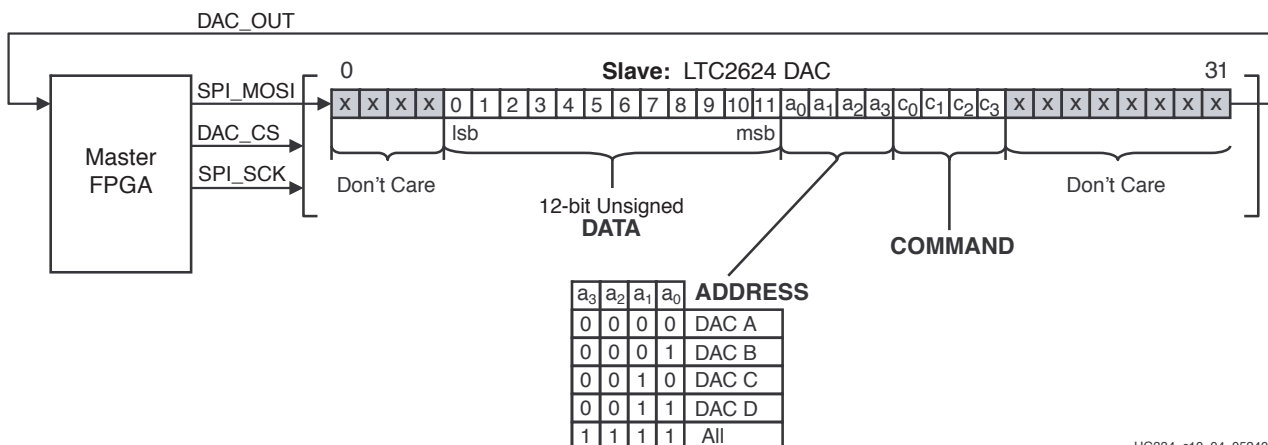 DAC_OUT
0 Slave: LTC2624 DAC 31
SPI_MOSI
X X X X 0 1 2 3 4 5 6 7 8 9 10 11 a0 a1 a2 a3 c0 c1 c2 c3 X X X X X X X X
lsb msb
DAC_CS
SPI_SCK
Master
FPGA
Don't Care
12-bit Unsigned
DATA
Don't Care
COMMAND
a3 a2 a1 a0 ADDRESS
0 0 0 0 DAC A
0 0 0 1 DAC B
0 0 1 0 DAC C
0 0 1 1 DAC D
1 1 1 1 All